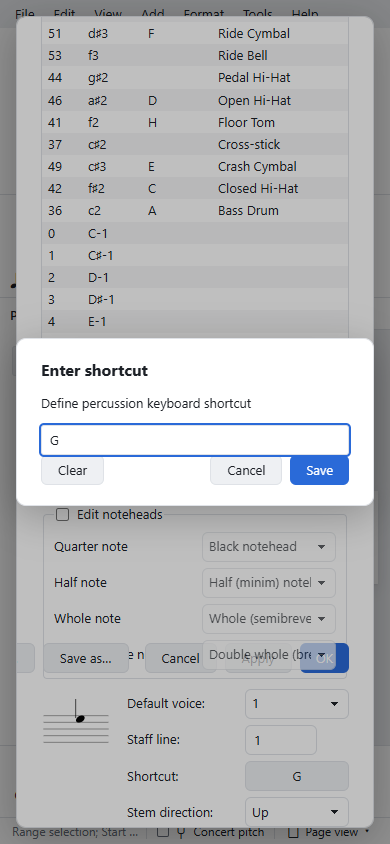 File Edit View Add Format Tools Help
51 d♯3 F Ride Cymbal
53 f3 Ride Bell
44 g♯2 Pedal Hi-Hat
46 a♯2 D Open Hi-Hat
41 f2 H Floor Tom
37 c♯2 Cross-stick
49 c♯3 E Crash Cymbal
42 f♯2 C Closed Hi-Hat
36 c2 A Bass Drum
0 C-1
1 C♯-1
2 D-1
3 D♯-1
4 E-1
Enter shortcut
Define percussion keyboard shortcut
G
Clear Cancel Save
Edit noteheads
Quarter note Black notehead
Half note Half (minim)
Whole note Whole (semibreve
Save as... Cancel Double whole Apply OK
Default voice: 1
Staff line: 1
Shortcut: G
Stem direction: Up
Range selection; Start ... Concert pitch Page view